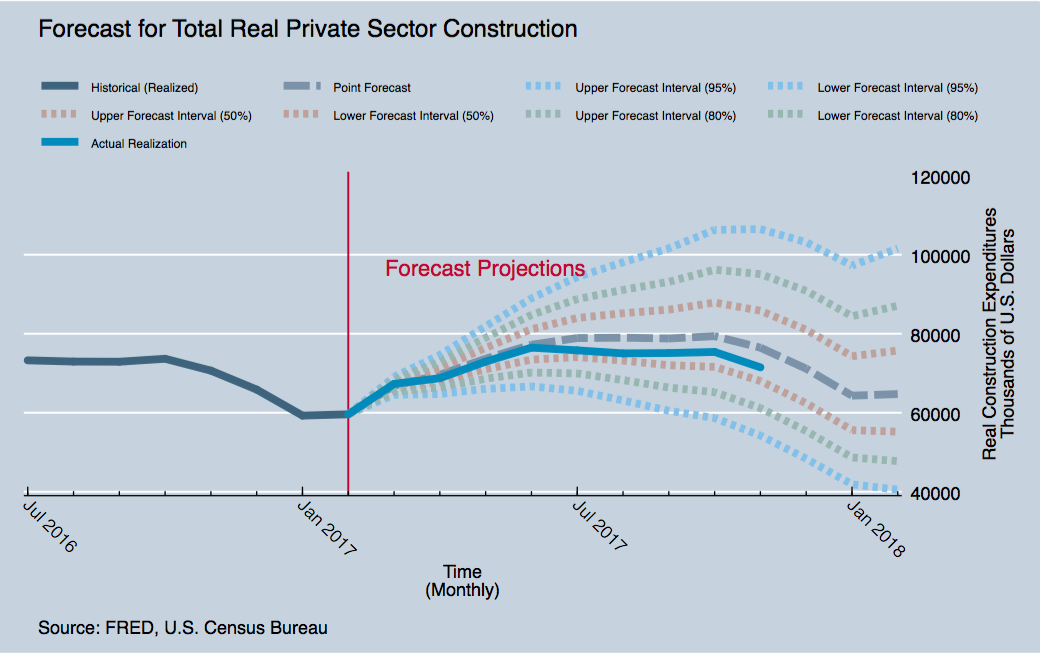 Forecast for Total Real Private Sector Construction
Historical (Realized)
Point Forecast
Upper Forecast Interval (95%)
Lower Forecast Interval (95%)
Upper Forecast Interval (50%)
Lower Forecast Interval (50%)
Upper Forecast Interval (80%)
Lower Forecast Interval (80%)
Actual Realization
Forecast Projections
120000
100000
80000
60000
40000
Real Construction Expenditures
Thousands of U.S. Dollars
Jul 2016
Jan 2017
Jul 2017
Jan 2018
Time
(Monthly)
Source: FRED, U.S. Census Bureau